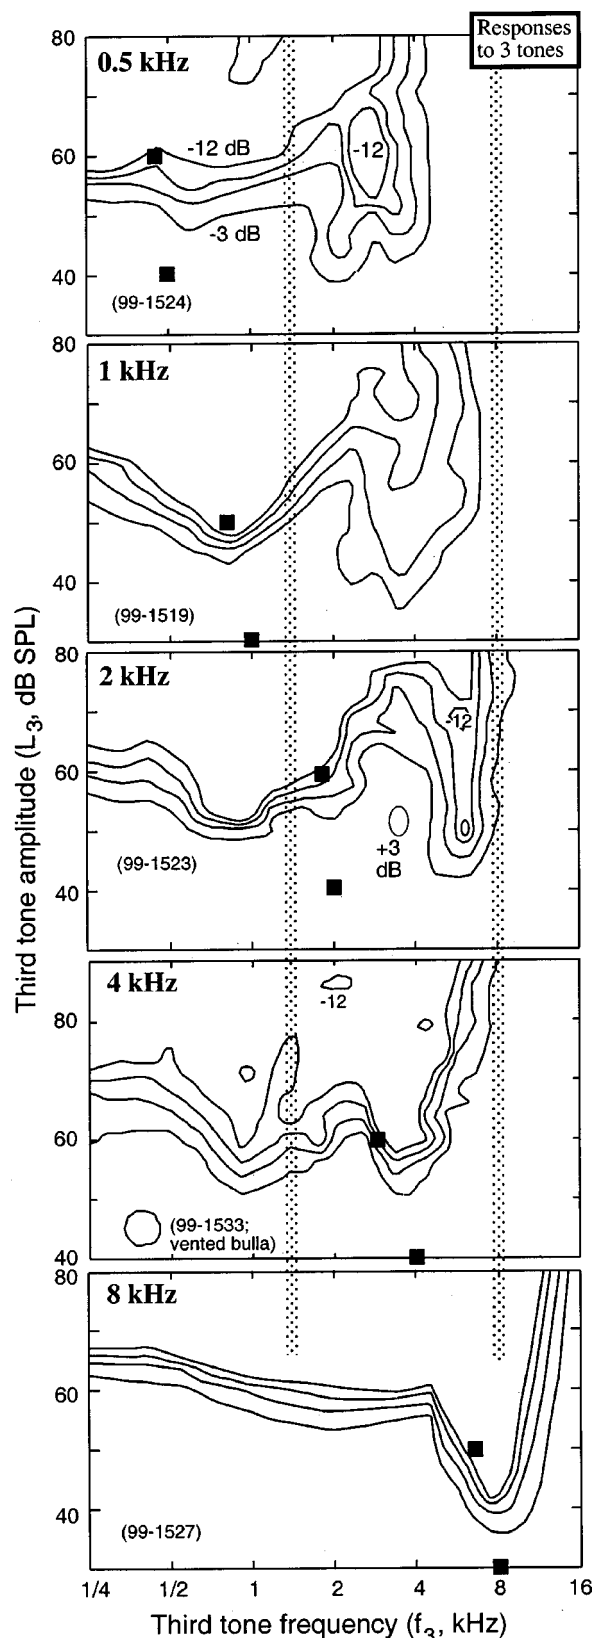 Responses
to 3 tones
80
0.5 kHz
-12 dB
60
-12
-3 dB
40
(99-1524)
80
1 kHz
60
40
(99-1519)
80
2 kHz
-12
60
+3
dB
(99-1523)
40
4 kHz
-12
80
60
(99-1533;
vented bulla)
40
80
8 kHz
60
40
(99-1527)
1/4 1/2 1 2 4 8 16
Third tone frequency (f3, kHz)
Third tone amplitude (L3, dB SPL)